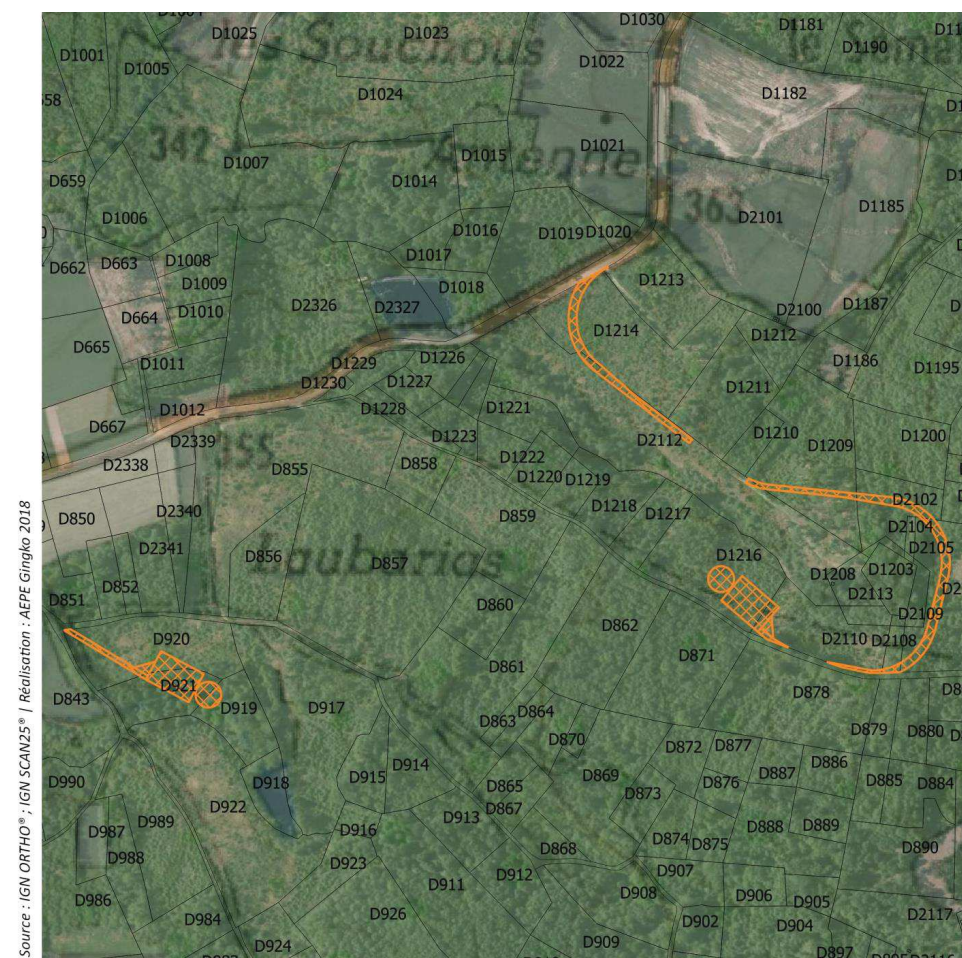 D1025
D1023
D1030
D1181
D1001
les Souchous
D1190
D1005
D1022
D1024
D1182
342
D1007
D1015
D1021
D659
D1014
363
D1185
D1006
D1016
D2101
D1019
D1020
D1017
D662
D663
D1008
D1009
D1018
D1213
D2326
D2327
D1187
D664
D1010
D2100
D1214
D665
D1212
D1011
D1229
D1226
D1186
D1195
D1230
D1227
D1211
D1012
D1228
D1221
D667
D2339
D1223
D2112
D1210
D1209
D1200
355
D2338
D855
D858
D1222
D1220
D1219
D2102
D850
D2340
D859
D1218
D1217
D2104
D2341
D856
Laubarias
D857
D1216
D2105
D852
D1208
D1203
D851
D2113
D860
D862
D2109
D920
D2110
D2108
D871
D861
D921
D843
D919
D917
D878
D864
D863
D879
D880
D870
D872
D877
D914
D886
D990
D918
D915
D869
D887
D865
D876
D885
D884
D922
D873
D867
D989
D913
D987
D916
D888
D889
D874
D875
D868
D890
D988
D923
D907
D912
D911
D986
D908
D906
D905
D926
D984
D902
D904
D2117
D924
D909
D897
Source : IGN ORTHO® ; IGN SCAN25® | Réalisation : AEPE Gingko 2018